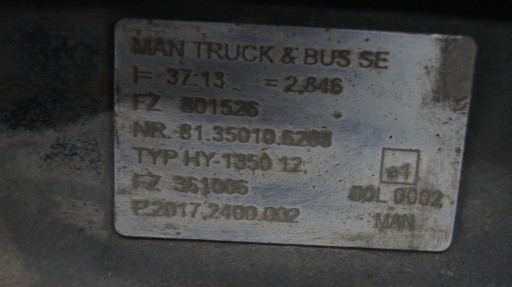 MAN TRUCK & BUS SE
I= 37:13 =2,846
FZ 801526
NR. 81.35010.6208
TYP HY-1350 12 e1
FZ 361006 00L 0002
P.2017.2400.002 MAN